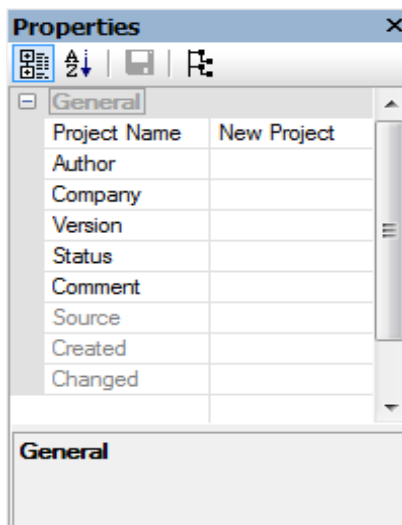 Properties
General
Project Name New Project
Author
Company
Version
Status
Comment
Source
Created
Changed
General